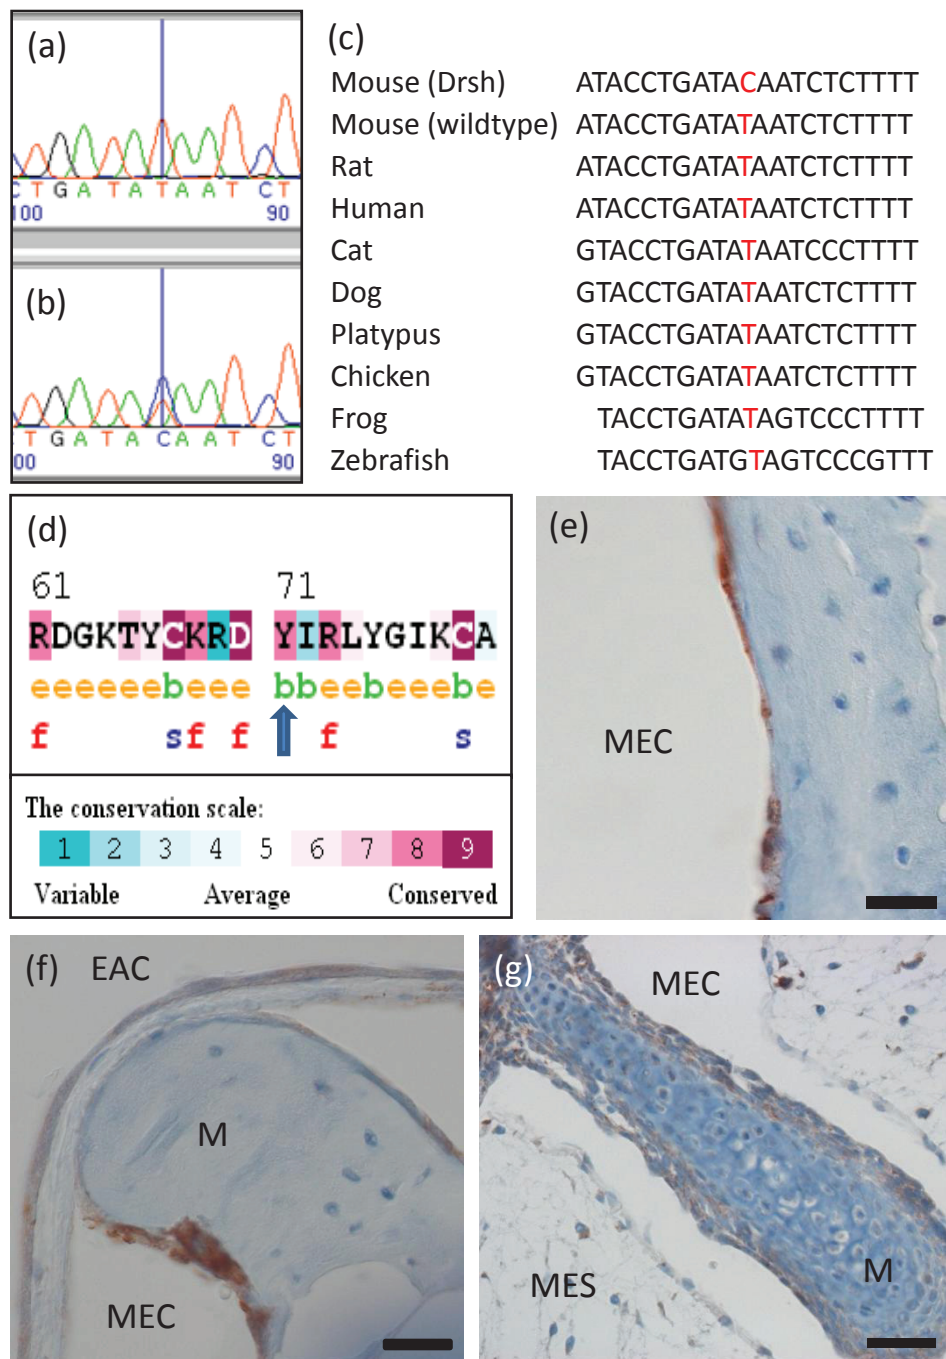 (a)
C T G A T A T A A T C T
100 90
(b)
T G A T A C A A T C T
00 90
(c)
Mouse (Drsh) ATACCTGATACAATCTCTTTT
Mouse (wildtype) ATACCTGATATAATCTCTTTT
Rat ATACCTGATATAATCTCTTTT
Human ATACCTGATATAATCTCTTTT
Cat GTACCTGATATAATCCCTTTT
Dog GTACCTGATATAATCTCTTTT
Platypus GTACCTGATATAATCTCTTTT
Chicken GTACCTGATATAATCTCTTTT
Frog TACCTGATATAGTCCCTTTT
Zebrafish TACCTGATGTAGTCCCGTTT
(d)
61 71
RDGKTYCKRD YIRLYGIKCA
eeeeeebeee bbeebeeebe
f sf f f s
The conservation scale:
1 2 3 4 5 6 7 8 9
Variable Average Conserved
(e)
MEC
(f) EAC
M
MEC
(g)
MEC
MES
M